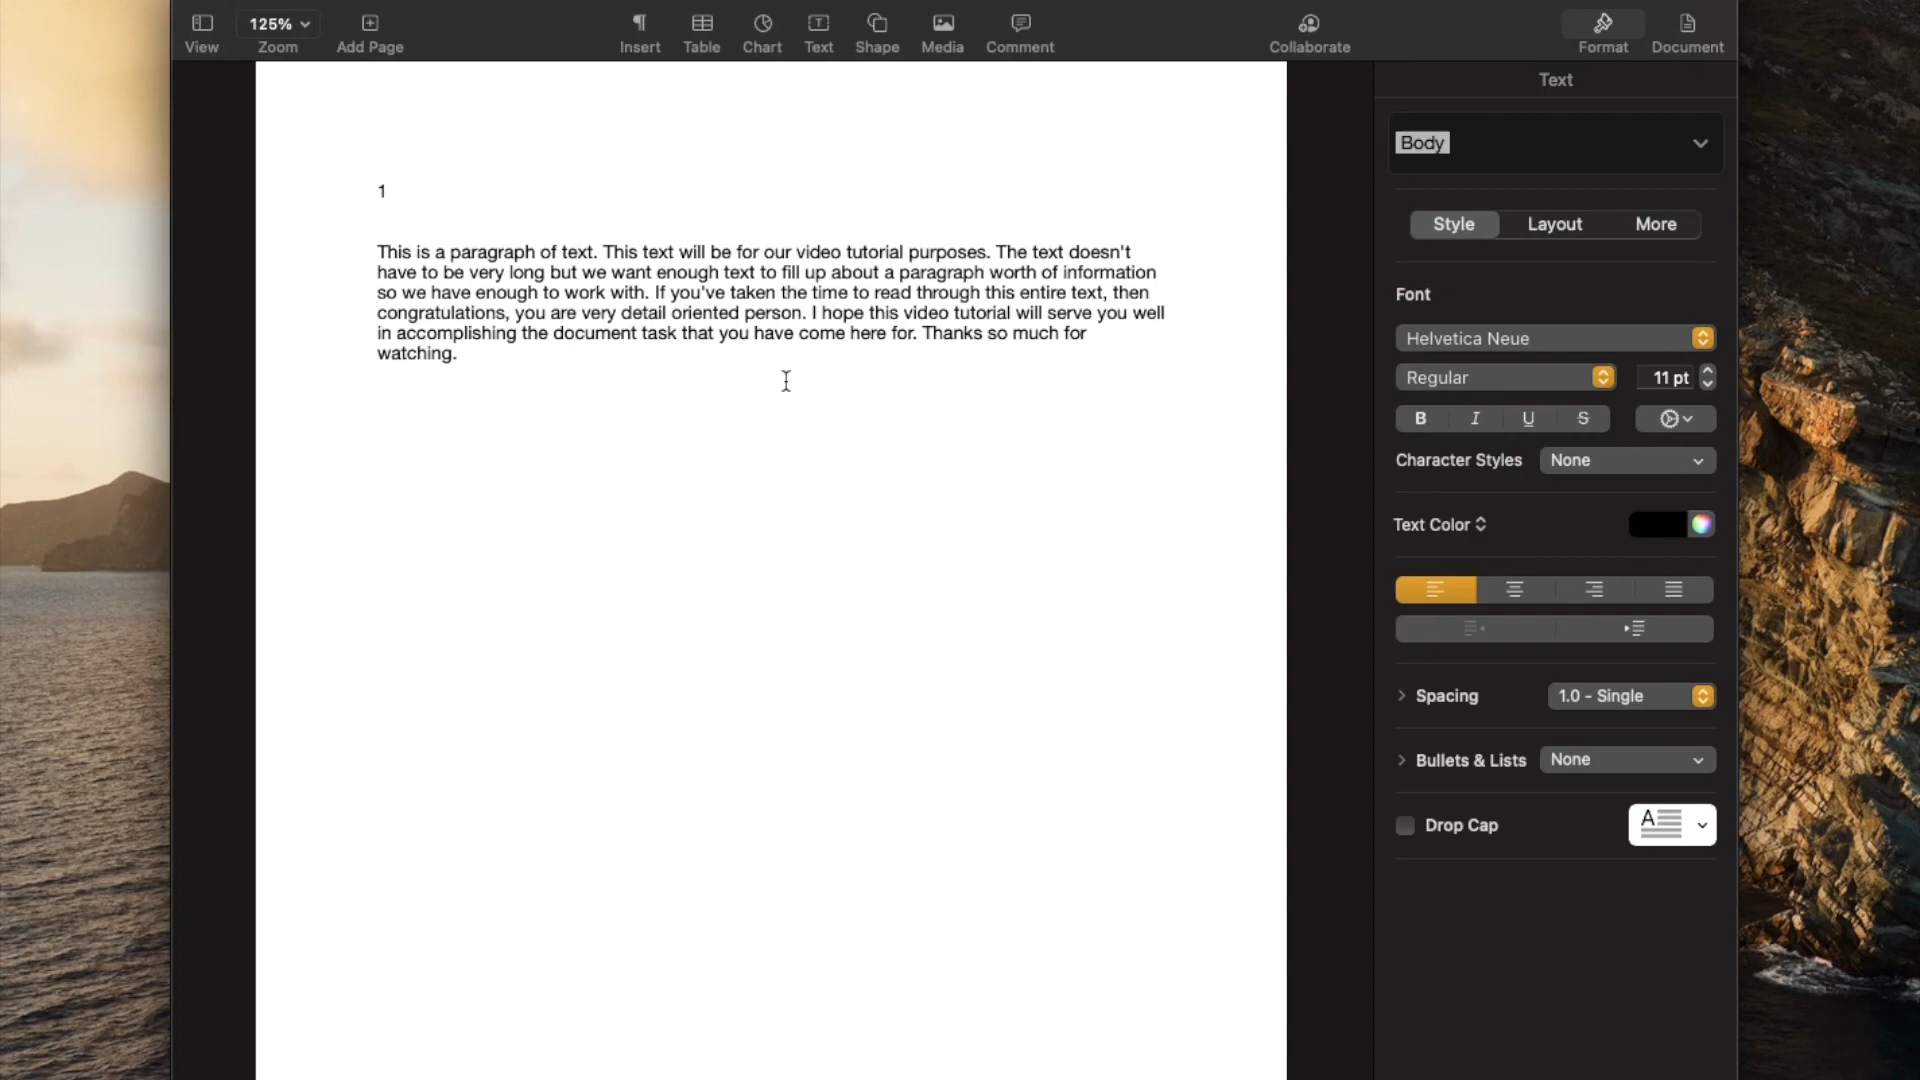 125%
View
Zoom
Add Page
Insert
Table
Chart
Text
Shape
Media
Comment
Collaborate
Format
Document
Text
Body
Style
Layout
More
Font
Helvetica Neue
Regular
11 pt
B I U S
Character Styles
None
Text Color
Spacing
1.0 - Single
Bullets & Lists
None
Drop Cap
A
1
This is a paragraph of text. This text will be for our video tutorial purposes. The text doesn't
have to be very long but we want enough text to fill up about a paragraph worth of information
so we have enough to work with. If you've taken the time to read through this entire text, then
congratulations, you are very detail oriented person. I hope this video tutorial will serve you well
in accomplishing the document task that you have come here for. Thanks so much for
watching.